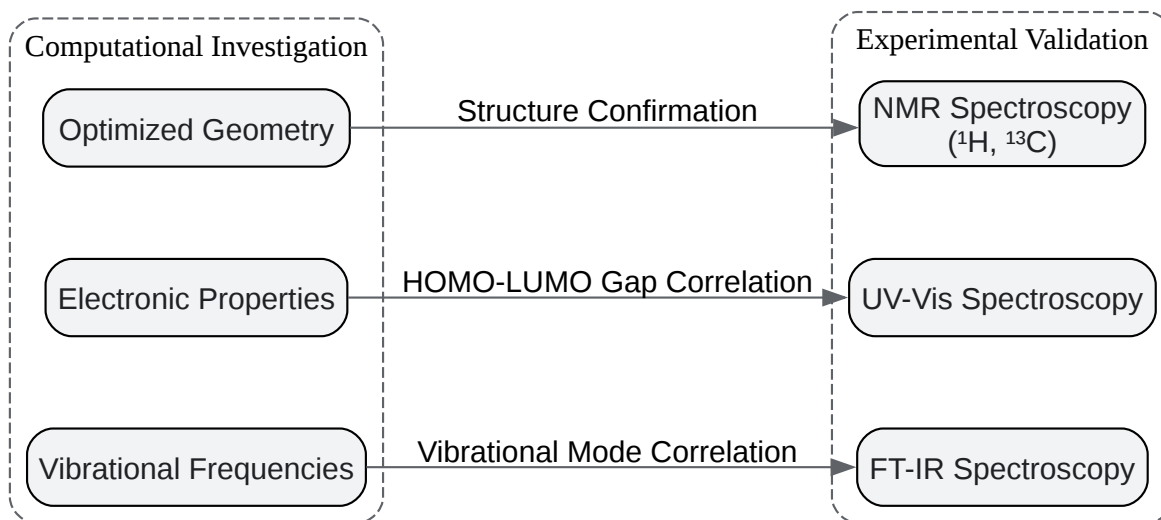 Computational Investigation
Experimental Validation
Optimized Geometry
Structure Confirmation
NMR Spectroscopy
(¹H, ¹³C)
Electronic Properties
HOMO-LUMO Gap Correlation
UV-Vis Spectroscopy
Vibrational Frequencies
Vibrational Mode Correlation
FT-IR Spectroscopy